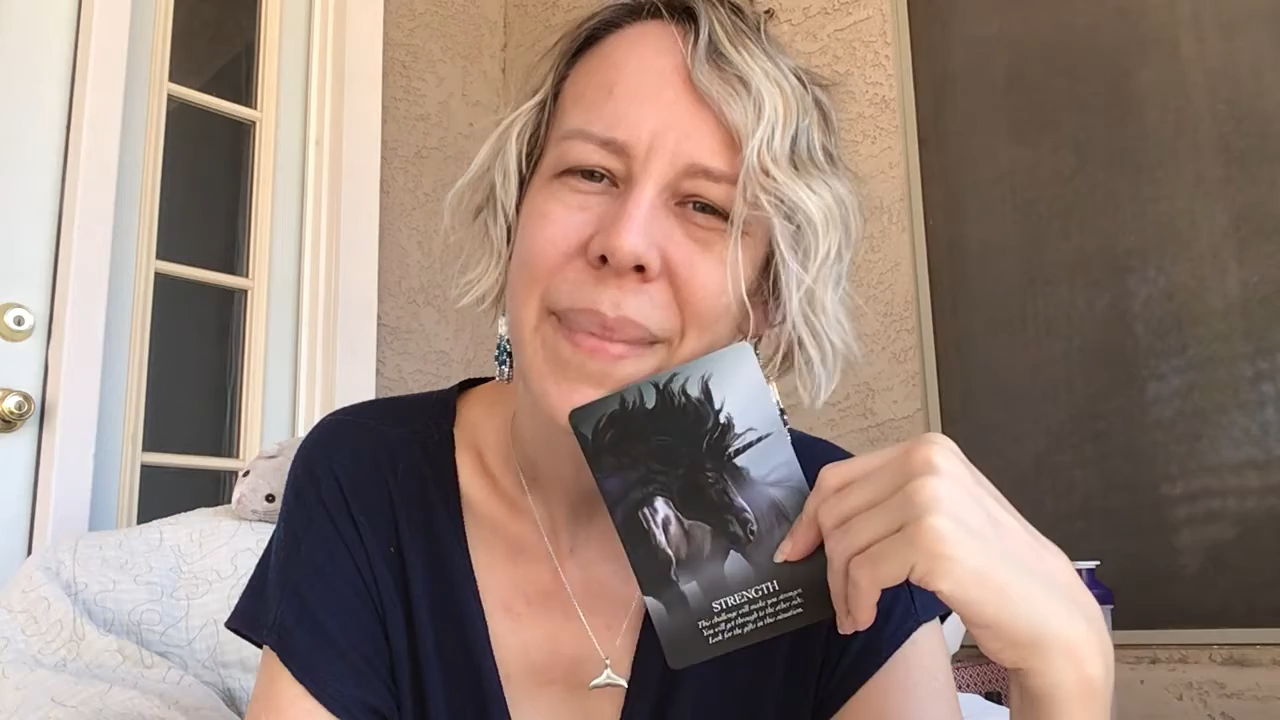 STRENGTH
This challenge will make you stronger.
You will get through to the other side.
Look for the gifts in this situation.